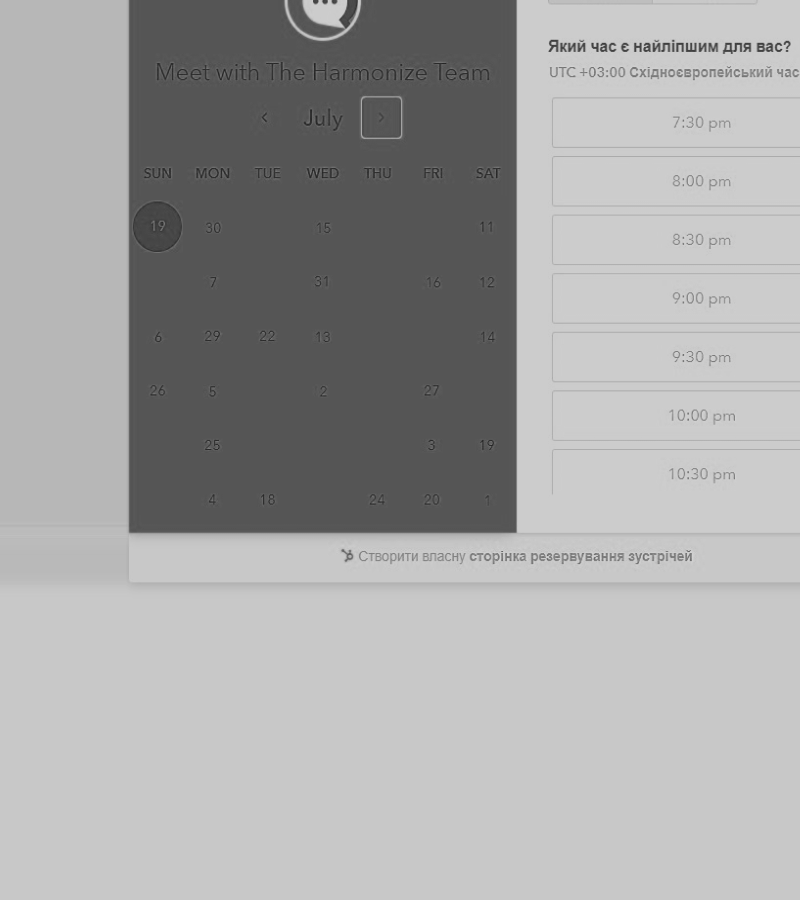 Який час є найліпшим для вас?
UTC +03:00 Східноєвропейський час
Meet with The Harmonize Team
July
SUN MON TUE WED THU FRI SAT
19 30 15 11
7 31 16 12
6 29 22 13 14
26 5 2 27
25 3 19
4 18 24 20 1
7:30 pm
8:00 pm
8:30 pm
9:00 pm
9:30 pm
10:00 pm
10:30 pm
Створити власну сторінка резервування зустрічей